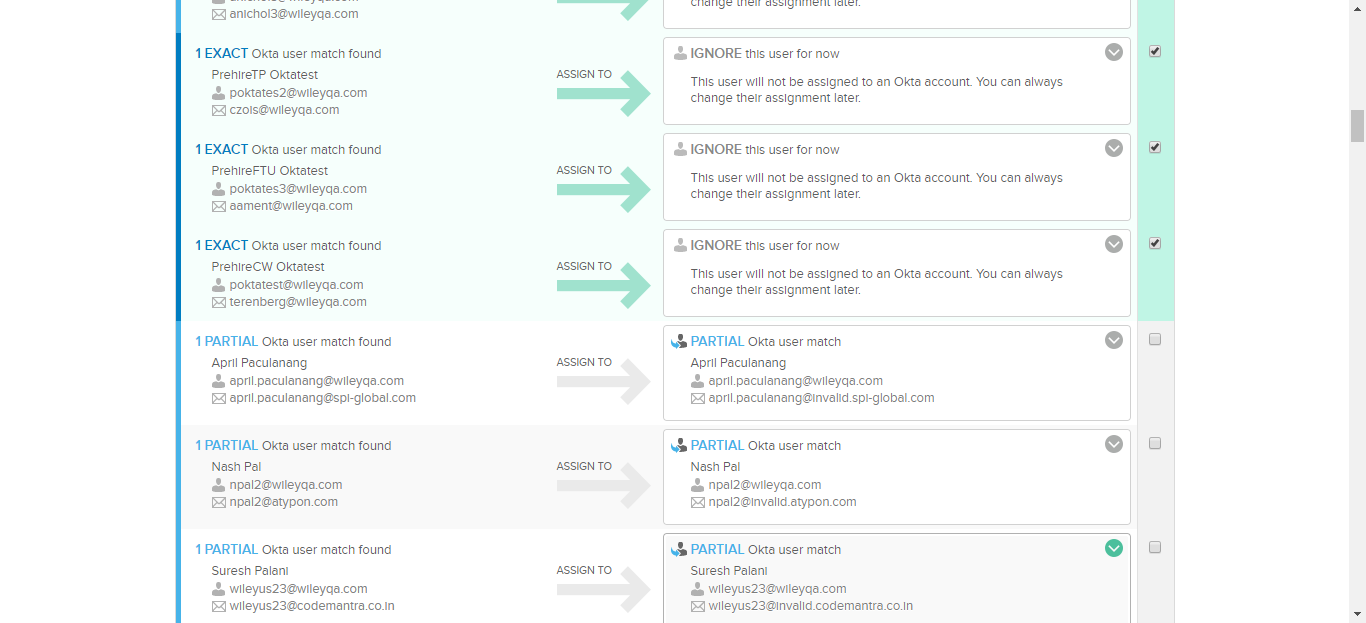 anichol3@wileyqa.com
change their assignment later.
1 EXACT Okta user match found
PrehireTP Oktatest
poktates2@wileyqa.com
czois@wileyqa.com
ASSIGN TO
IGNORE this user for now
This user will not be assigned to an Okta account. You can always
change their assignment later.
1 EXACT Okta user match found
PrehireFTU Oktatest
poktates3@wileyqa.com
aament@wileyqa.com
ASSIGN TO
IGNORE this user for now
This user will not be assigned to an Okta account. You can always
change their assignment later.
1 EXACT Okta user match found
PrehireCW Oktatest
poktatest@wileyqa.com
terenberg@wileyqa.com
ASSIGN TO
IGNORE this user for now
This user will not be assigned to an Okta account. You can always
change their assignment later.
1 PARTIAL Okta user match found
April Paculanang
april.paculanang@wileyqa.com
april.paculanang@spi-global.com
ASSIGN TO
PARTIAL Okta user match
April Paculanang
april.paculanang@wileyqa.com
april.paculanang@invalid.spi-global.com
1 PARTIAL Okta user match found
Nash Pal
npal2@wileyqa.com
npal2@atypon.com
ASSIGN TO
PARTIAL Okta user match
Nash Pal
npal2@wileyqa.com
npal2@invalid.atypon.com
1 PARTIAL Okta user match found
Suresh Palani
wileyus23@wileyqa.com
wileyus23@codemantra.co.in
ASSIGN TO
PARTIAL Okta user match
Suresh Palani
wileyus23@wileyqa.com
wileyus23@invalid.codemantra.co.in